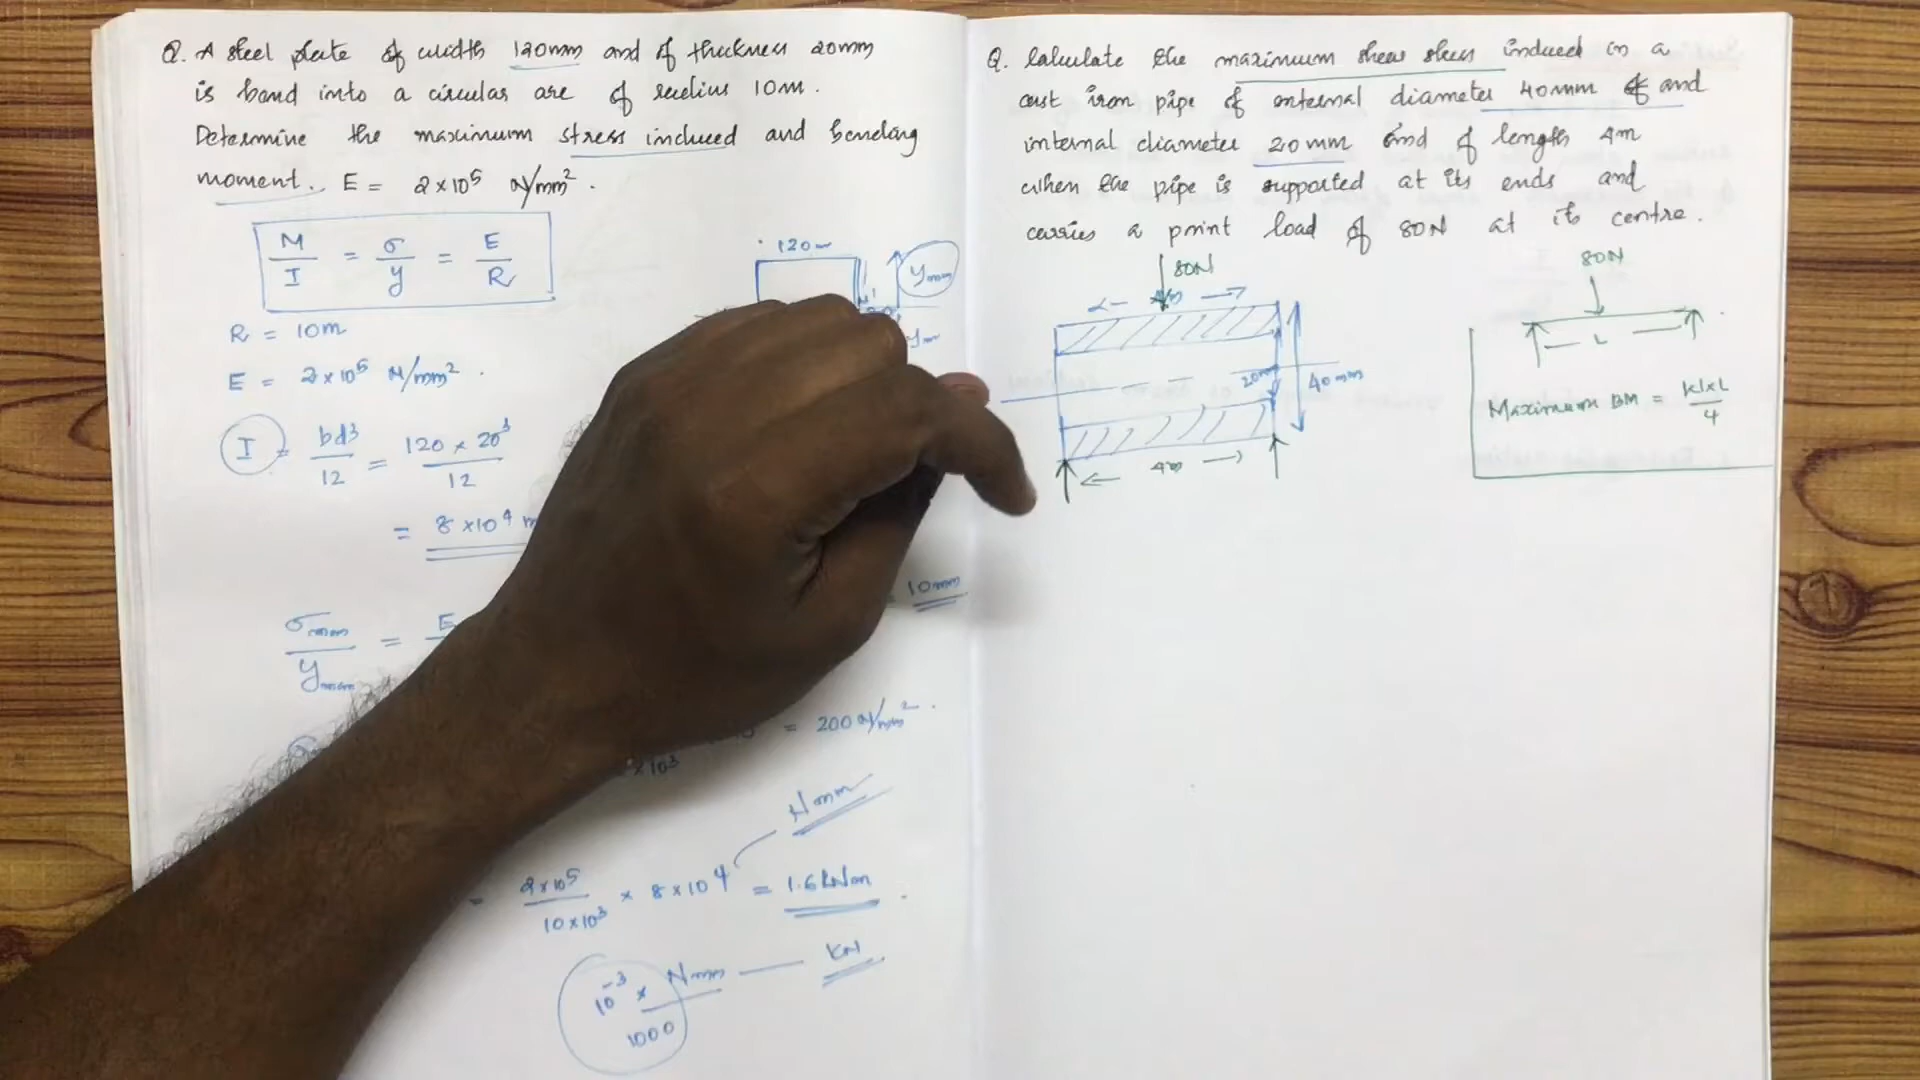 Q. A steel plate of width 120mm and of thickness 20mm
is bend into a circular arc of radius 10m.
Determine the maximum stress induced and bending
moment. E = 2×10⁵ N/mm².
M/I = σ/y = E/R
R = 10m
E = 2×10⁵ N/mm².
I = bd³/12 = 120 × 20³/12
= 8×10⁴
σmax/ymax = E
= 200 N/mm².
×10³
Nmm
= 2×10⁵/10×10³ × 8×10⁴ = 1.6kNm
10⁻³ × Nmm — KN
1000
120m
ymax
10mm
Q. Calculate the maximum shear stress induced in a
cast iron pipe of external diameter 40mm and
internal diameter 20mm and of length 4m
when the pipe is supported at its ends and
carries a point load of 80N at its centre.
80N
20mm
40mm
4m
80N
L
Maximum BM = W×L/4